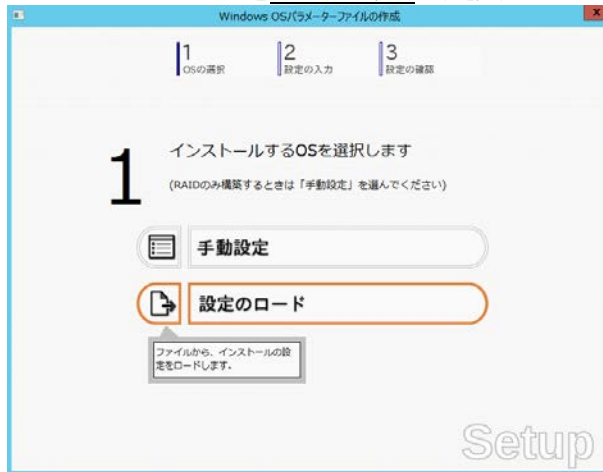 Windows OSパラメーターファイルの作成
x
1
OSの選択
2
設定の入力
3
設定の確認
1
インストールするOSを選択します
(RAIDのみ構築するときは「手動設定」を選んでください)
手動設定
設定のロード
ファイルから、インストールの設
定をロードします。
Setup